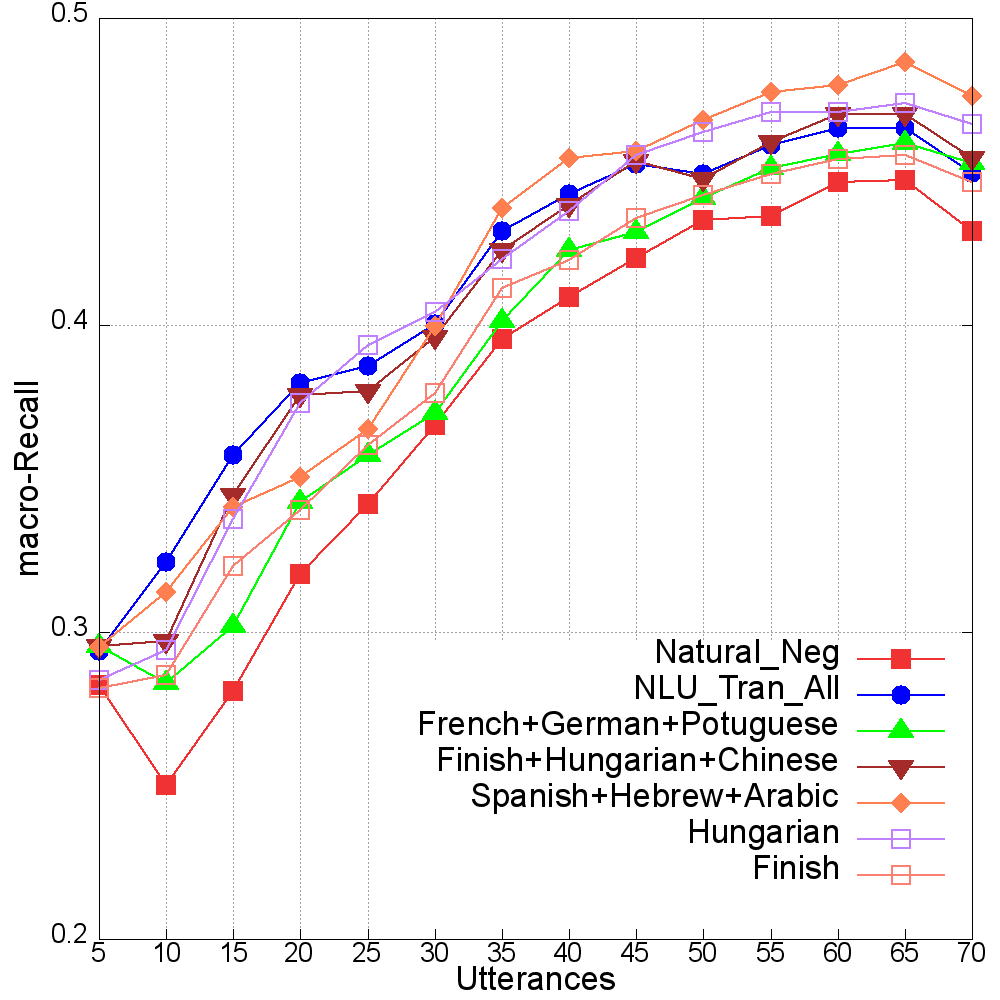 0.5
0.4
0.3
0.2
macro-Recall
Natural_Neg
NLU_Tran_All
French+German+Potuguese
Finish+Hungarian+Chinese
Spanish+Hebrew+Arabic
Hungarian
Finish
5 10 15 20 25 30 35 40 45 50 55 60 65 70
Utterances